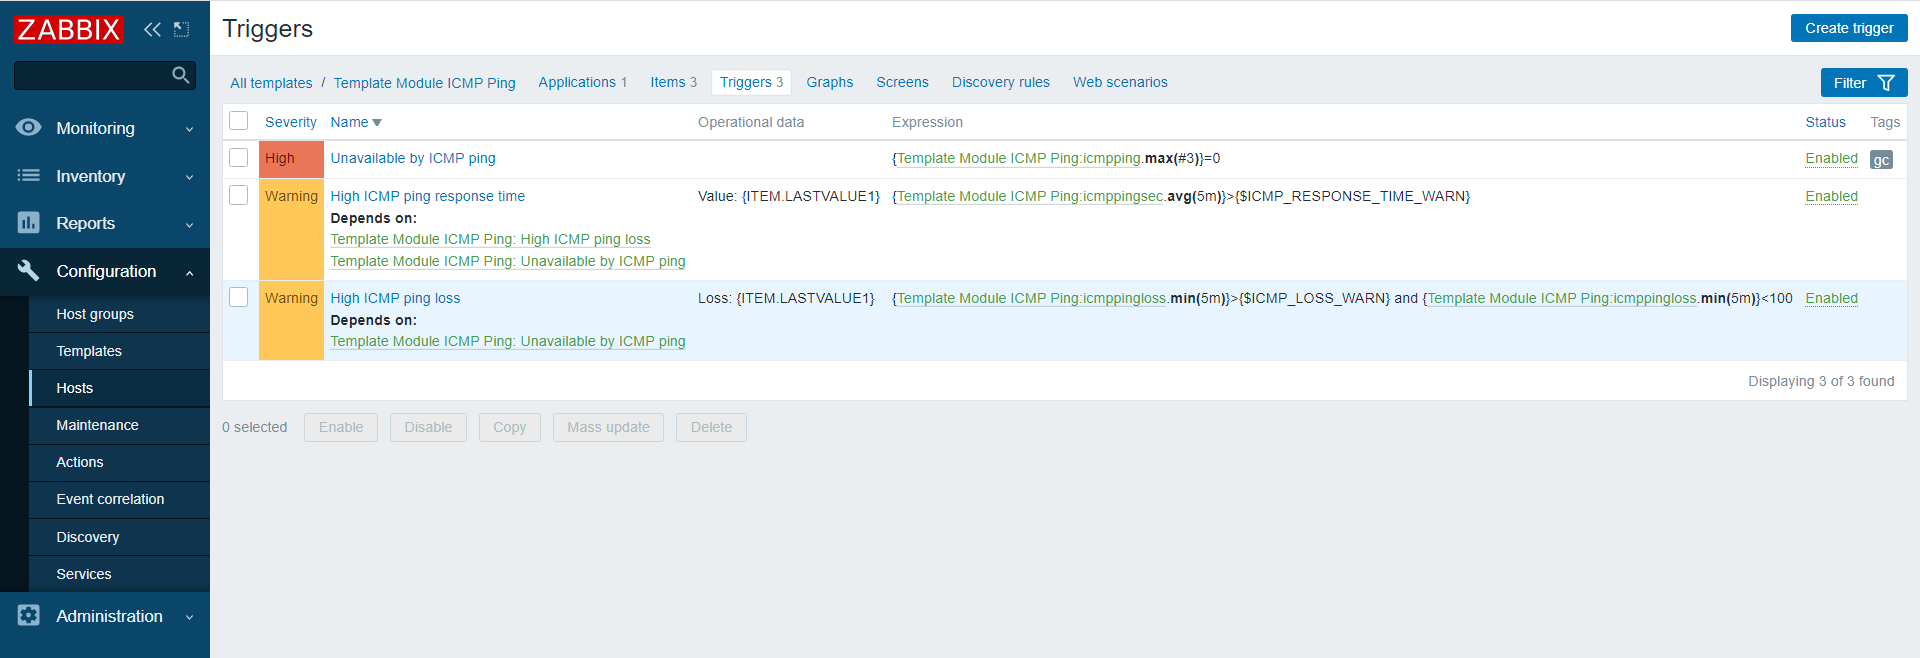 ZABBIX
Monitoring
Inventory
Reports
Configuration
Host groups
Templates
Hosts
Maintenance
Actions
Event correlation
Discovery
Services
Administration
Triggers
Create trigger
All templates / Template Module ICMP Ping Applications 1 Items 3 Triggers 3 Graphs Screens Discovery rules Web scenarios
Filter
Severity Name Operational data Expression Status Tags
High Unavailable by ICMP ping {Template Module ICMP Ping:icmpping.max(#3)}=0 Enabled gc
Warning High ICMP ping response time Value: {ITEM.LASTVALUE1} {Template Module ICMP Ping:icmppingsec.avg(5m)}>{$ICMP_RESPONSE_TIME_WARN} Enabled
Depends on:
Template Module ICMP Ping: High ICMP ping loss
Template Module ICMP Ping: Unavailable by ICMP ping
Warning High ICMP ping loss Loss: {ITEM.LASTVALUE1} {Template Module ICMP Ping:icmppingloss.min(5m)}>{$ICMP_LOSS_WARN} and {Template Module ICMP Ping:icmppingloss.min(5m)}<100 Enabled
Depends on:
Template Module ICMP Ping: Unavailable by ICMP ping
Displaying 3 of 3 found
0 selected Enable Disable Copy Mass update Delete